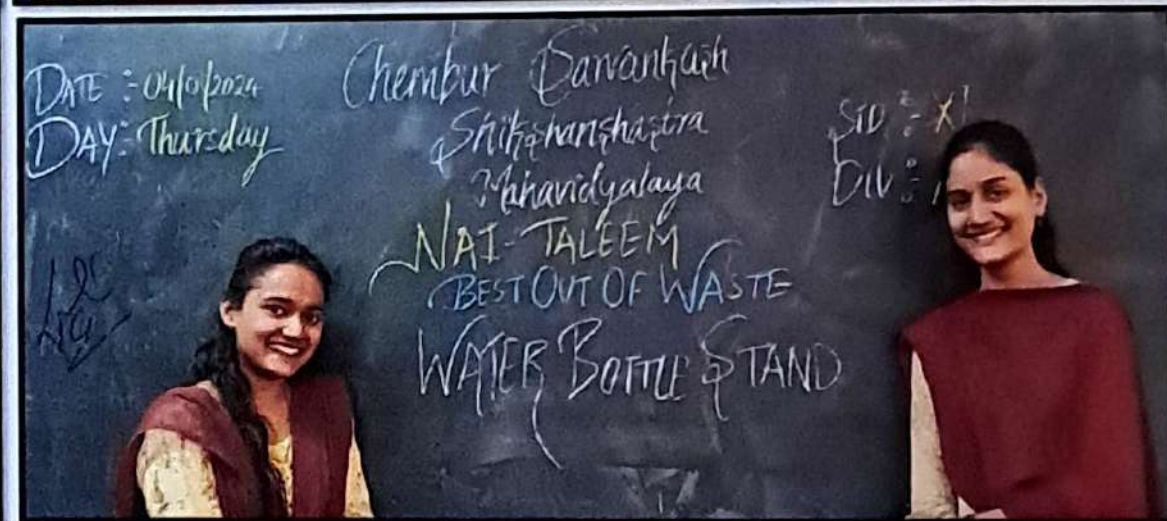 DATE :- 04/01/2024
DAY:- Thursday
Chembur Sarvankash
Shikshanshastra
Mahavidyalaya
STD :- XI
DIV :-
NAI-TALEEM
BEST OUT OF WASTE
WATER BOTTLE STAND